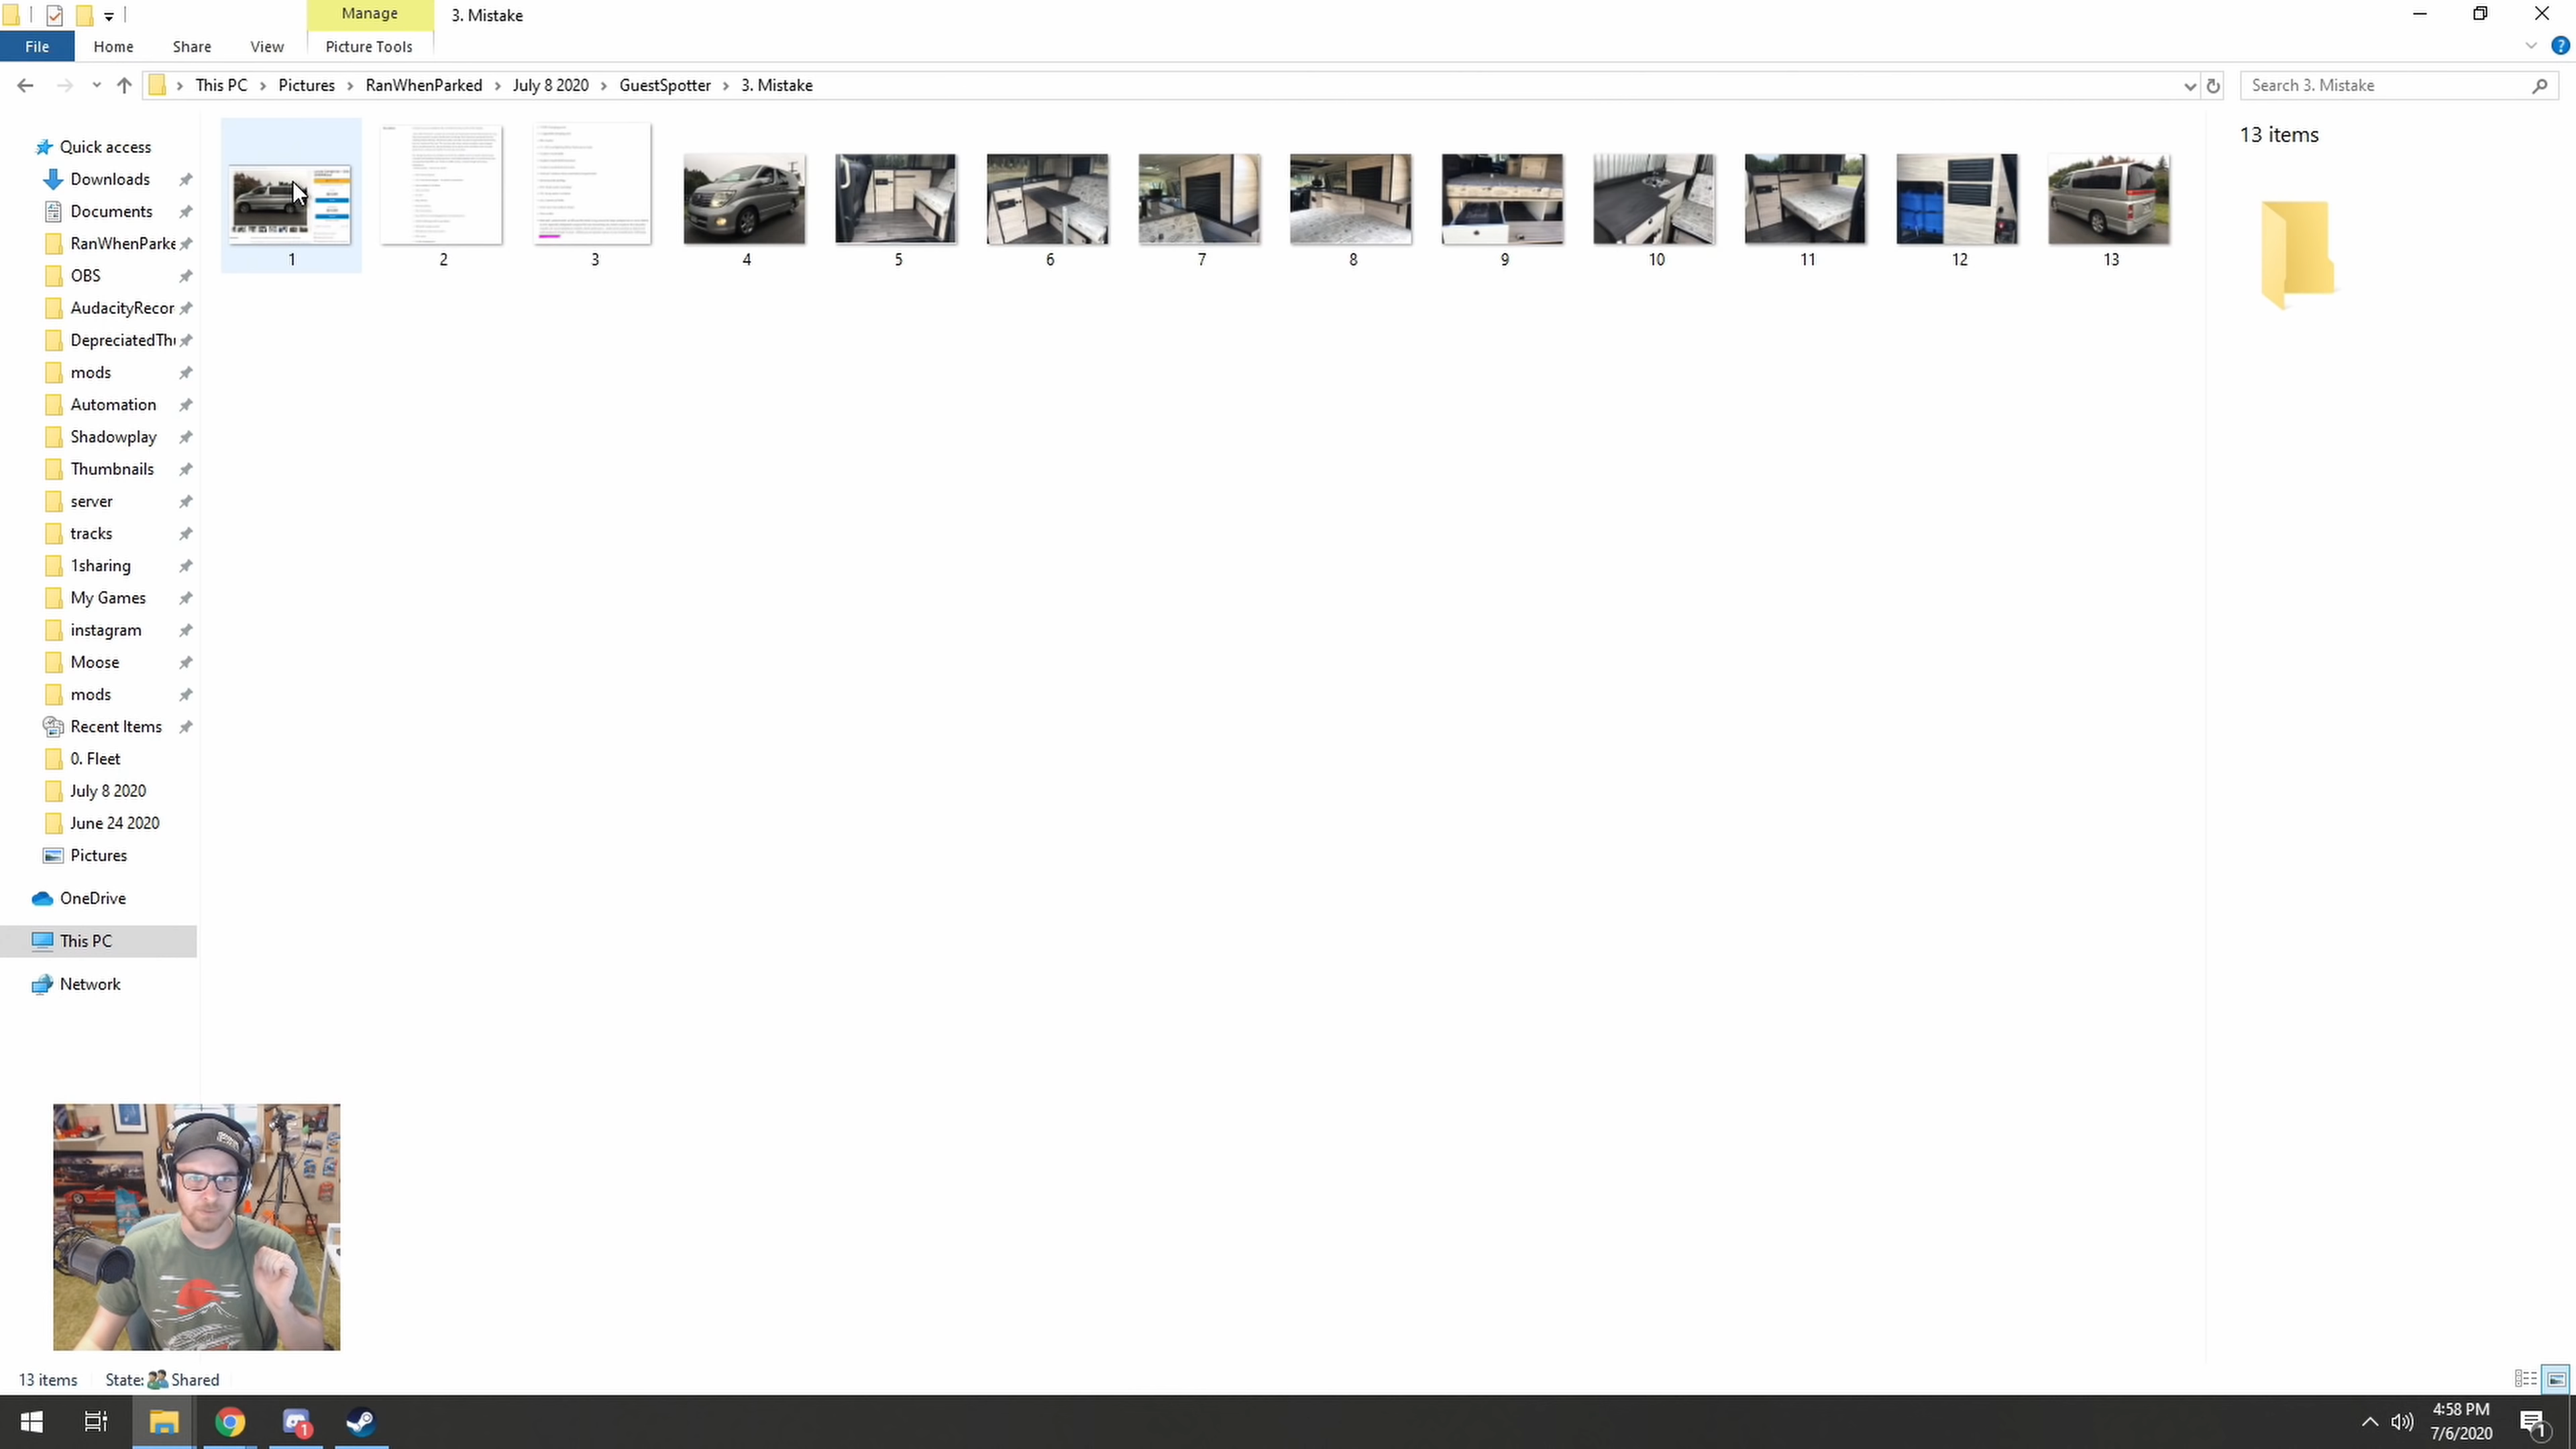 Manage
3. Mistake
File
Home
Share
View
Picture Tools
This PC
Pictures
RanWhenParked
July 8 2020
GuestSpotter
3. Mistake
Search 3. Mistake
Quick access
Downloads
Documents
RanWhenParke
OBS
AudacityRecor
DepreciatedTh
mods
Automation
Shadowplay
Thumbnails
server
tracks
1sharing
My Games
instagram
Moose
mods
Recent Items
0. Fleet
July 8 2020
June 24 2020
Pictures
OneDrive
This PC
Network
1
2
3
4
5
6
7
8
9
10
11
12
13
13 items
13 items
State: Shared
1
4:58 PM
7/6/2020
1